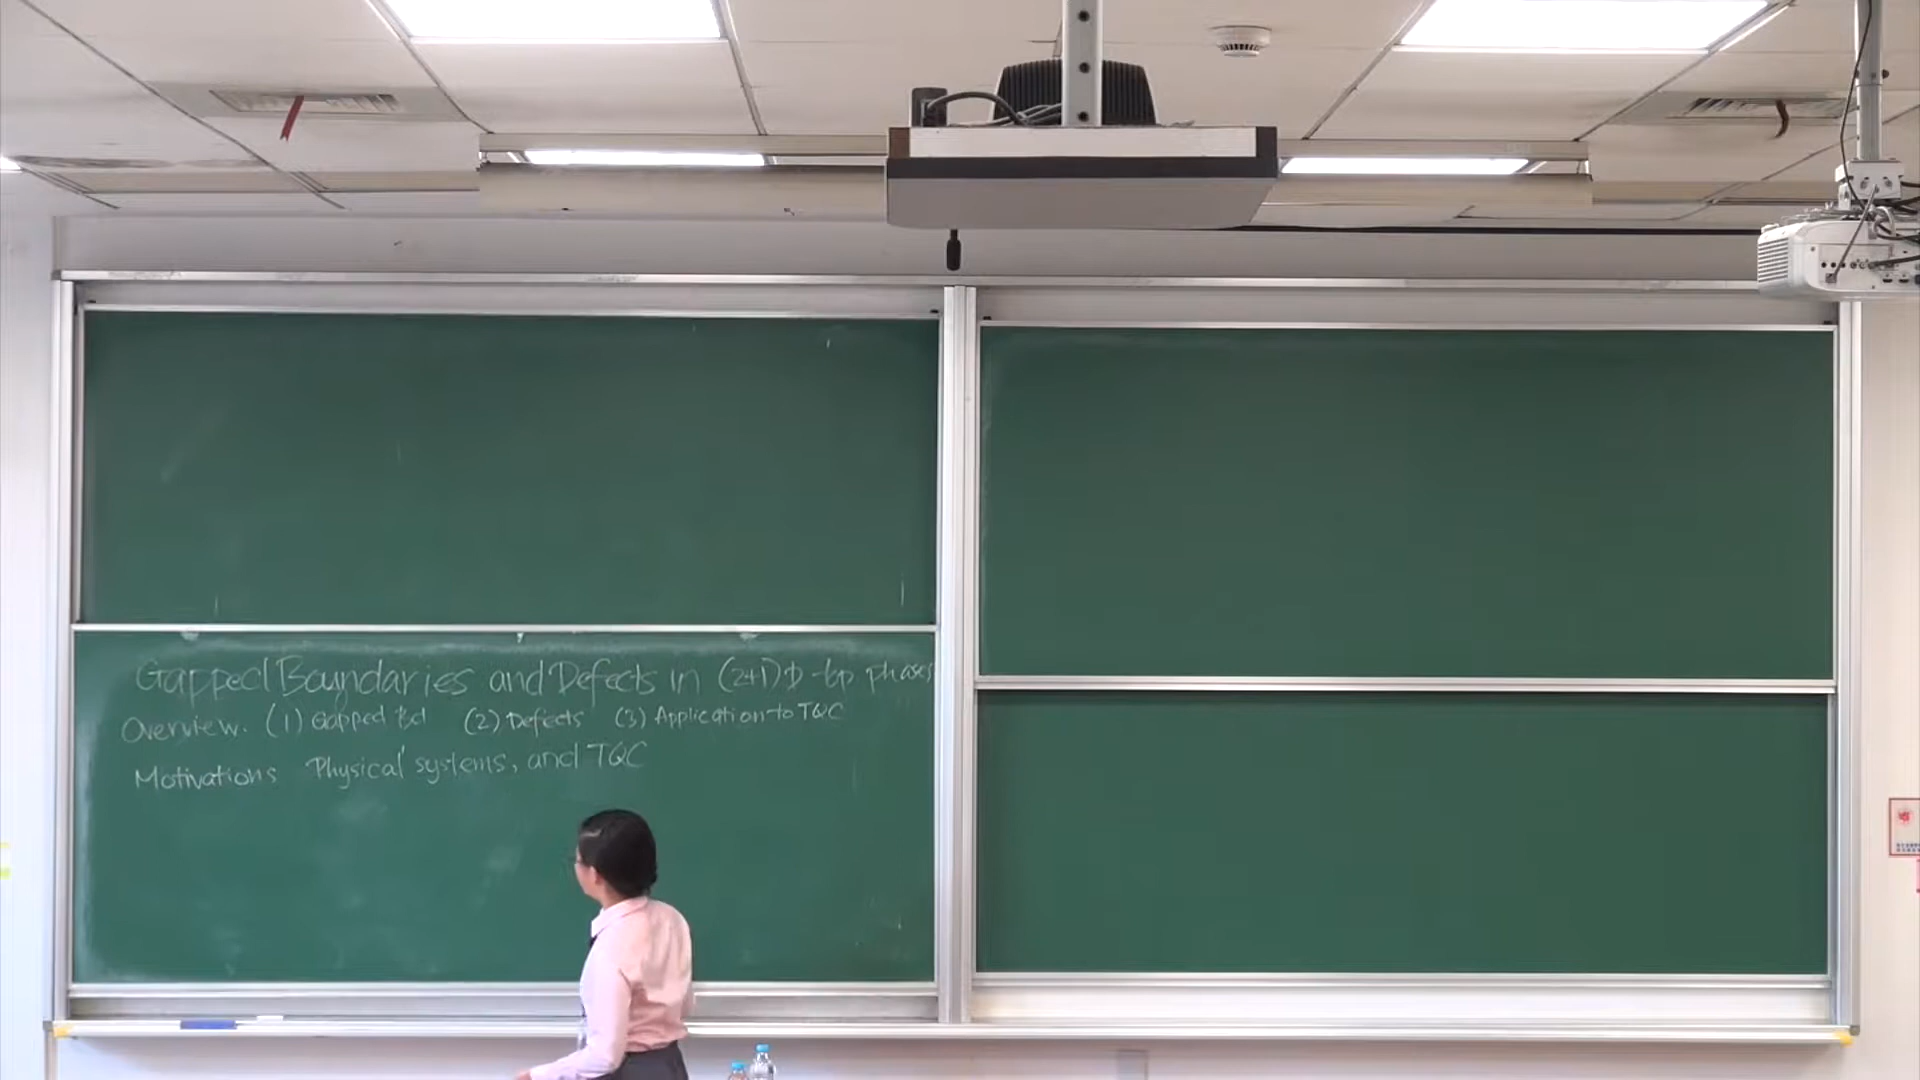 Gapped Boundaries and Defects in (2+1)D top phases
Overview. (1) Gapped Bd (2) Defects (3) Application to TQC
Motivations Physical systems, and TQC